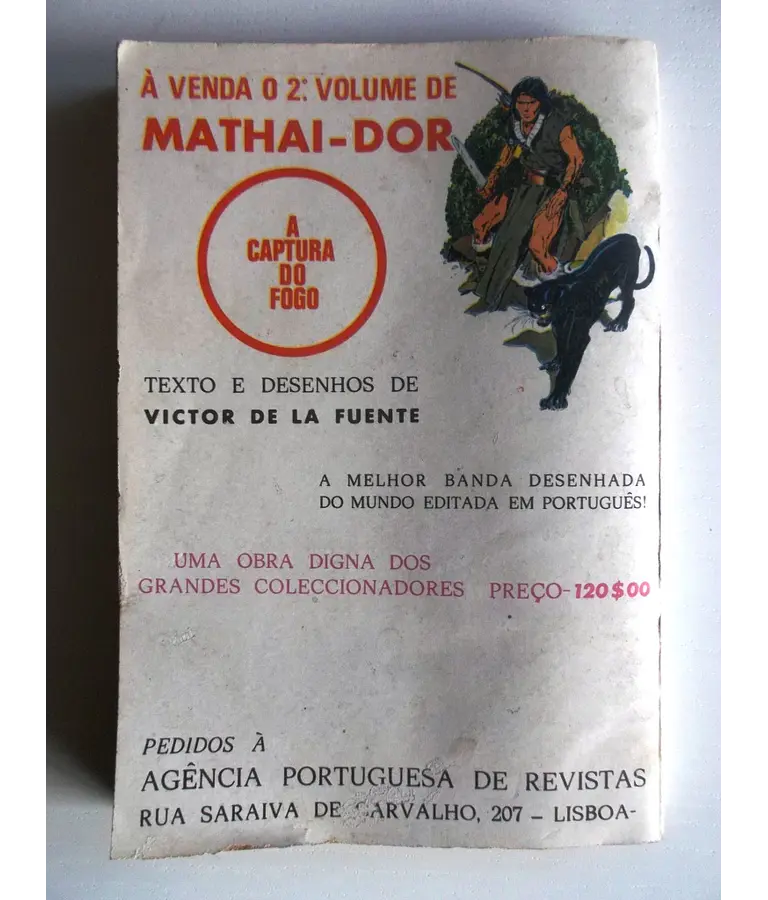 À VENDA O 2º. VOLUME DE
MATHAI-DOR
A
CAPTURA
DO
FOGO
TEXTO E DESENHOS DE
VICTOR DE LA FUENTE
A MELHOR BANDA DESENHADA
DO MUNDO EDITADA EM PORTUGUÊS!
UMA OBRA DIGNA DOS
GRANDES COLECCIONADORES PREÇO-120$00
PEDIDOS À
AGÊNCIA PORTUGUESA DE REVISTAS
RUA SARAIVA DE CARVALHO, 207 – LISBOA-